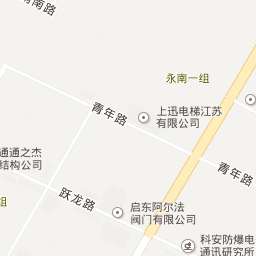 南路
永南一组
上迅电梯江苏
有限公司
青年路
青年路
通通之杰
结构公司
跃龙路
组
启东阿尔法
阀门有限公司
科安防爆电
通讯研究所